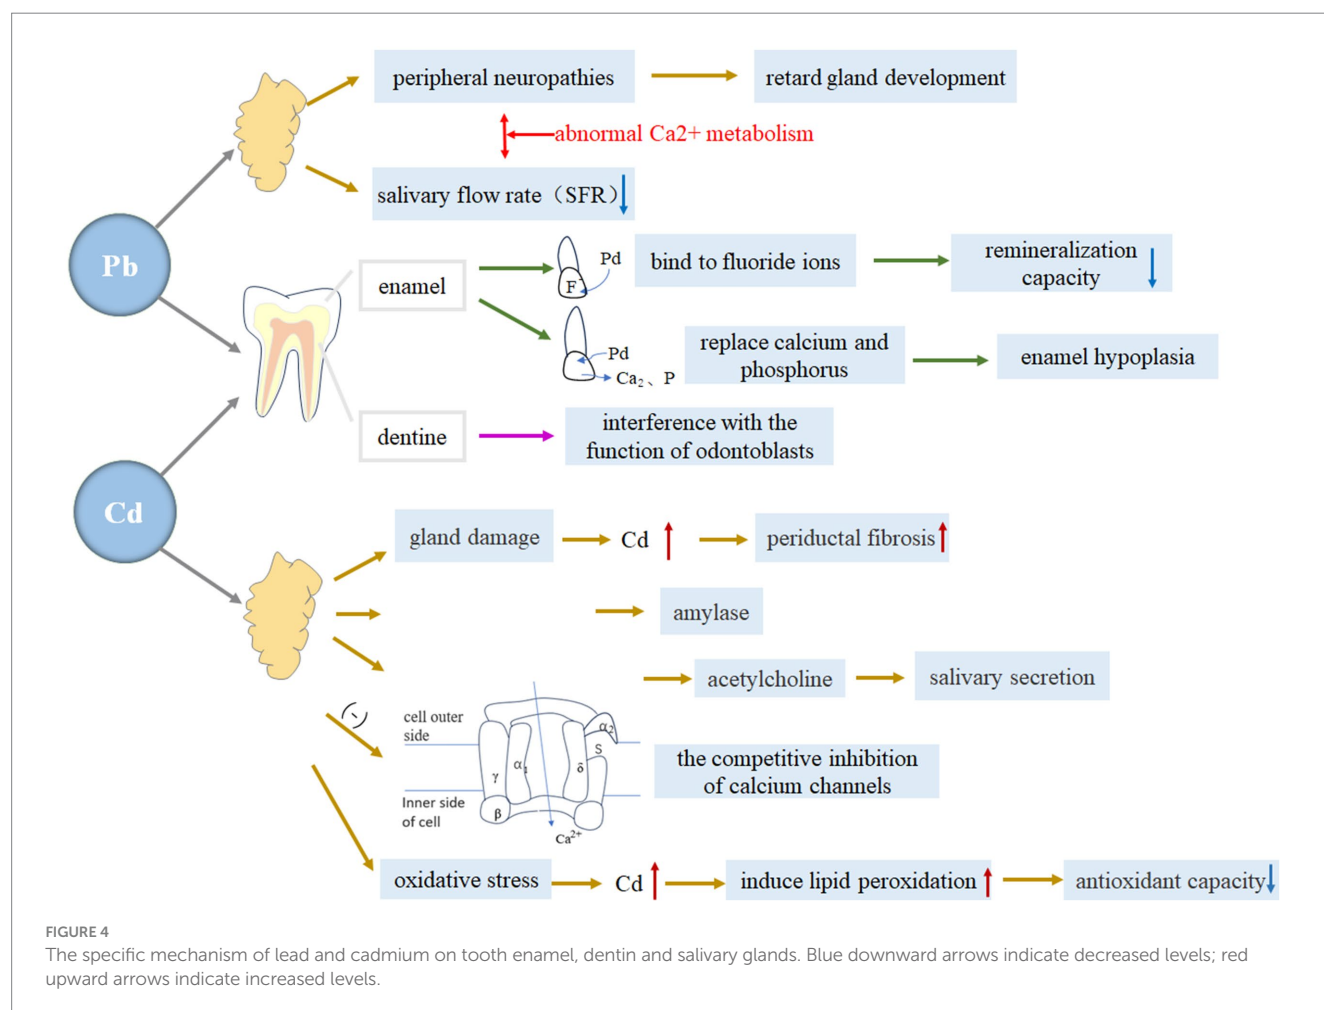 peripheral neuropathies
retard gland development
abnormal Ca2+ metabolism
salivary flow rate（SFR）
Pb
enamel
Pd
F-
bind to fluoride ions
remineralization
capacity
Pd
Ca2、P
replace calcium and
phosphorus
enamel hypoplasia
dentine
interference with the
function of odontoblasts
Cd
gland damage
Cd
periductal fibrosis
amylase
acetylcholine
salivary secretion
(-)
cell outer
side
α2
S
γ
α1
δ
β
Inner side
of cell
Ca2+
the competitive inhibition
of calcium channels
oxidative stress
Cd
induce lipid peroxidation
antioxidant capacity
FIGURE 4
The specific mechanism of lead and cadmium on tooth enamel, dentin and salivary glands. Blue downward arrows indicate decreased levels; red
upward arrows indicate increased levels.